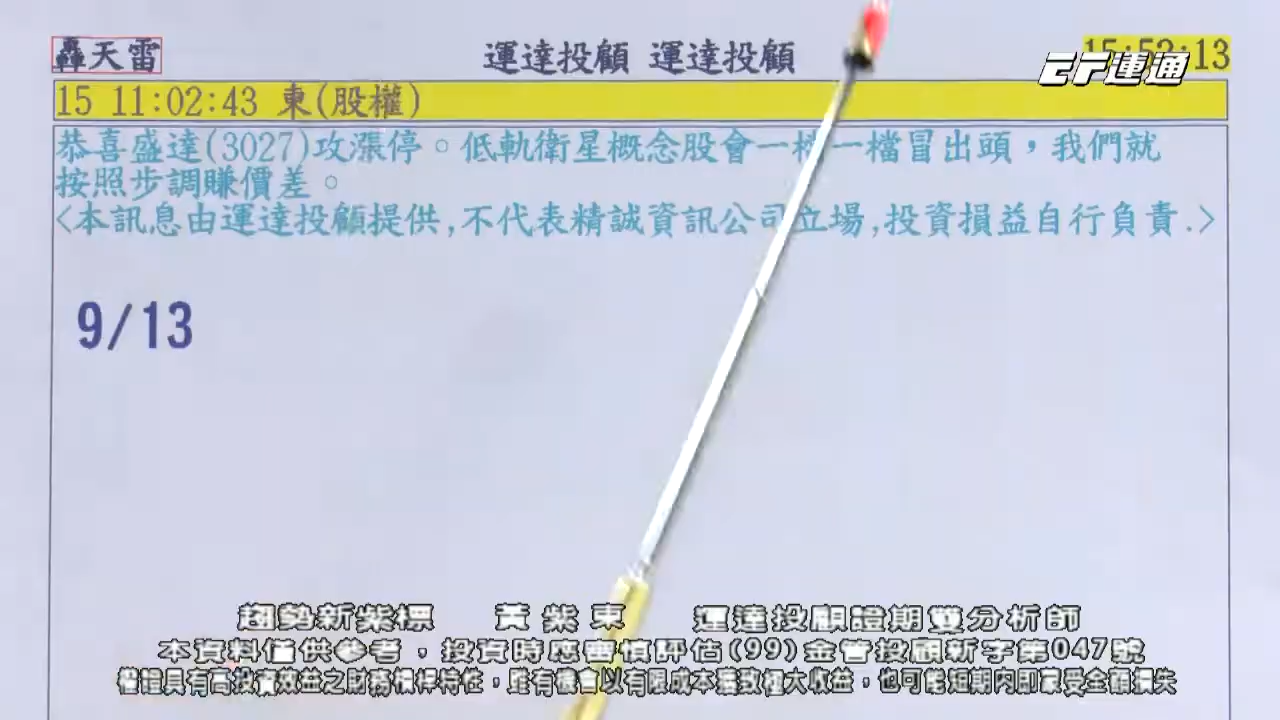 轟天雷 運達投顧 運達投顧 :13
EF運通
15 11:02:43 東(股權)
恭喜盛達(3027)攻漲停。低軌衛星概念股會一檔一檔冒出頭，我們就
按照步調賺價差。
<本訊息由運達投顧提供,不代表精誠資訊公司立場,投資損益自行負責.>
9/13
趨勢新紫標 黃紫東 運達投顧證期雙分析師
本資料僅供參考，投資時應審慎評估(99)金管投顧新字第047號
權證具有高投資效益之財務槓桿特性，雖有機會以有限成本獲致極大收益，也可能短期內即蒙受全額損失